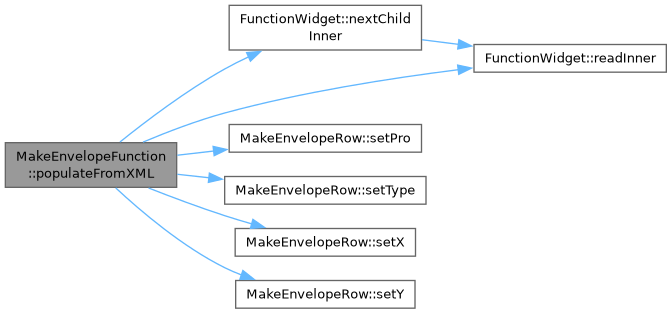 FunctionWidget::nextChild
Inner
FunctionWidget::readInner
MakeEnvelopeRow::setPro
MakeEnvelopeFunction
::populateFromXML
MakeEnvelopeRow::setType
MakeEnvelopeRow::setX
MakeEnvelopeRow::setY